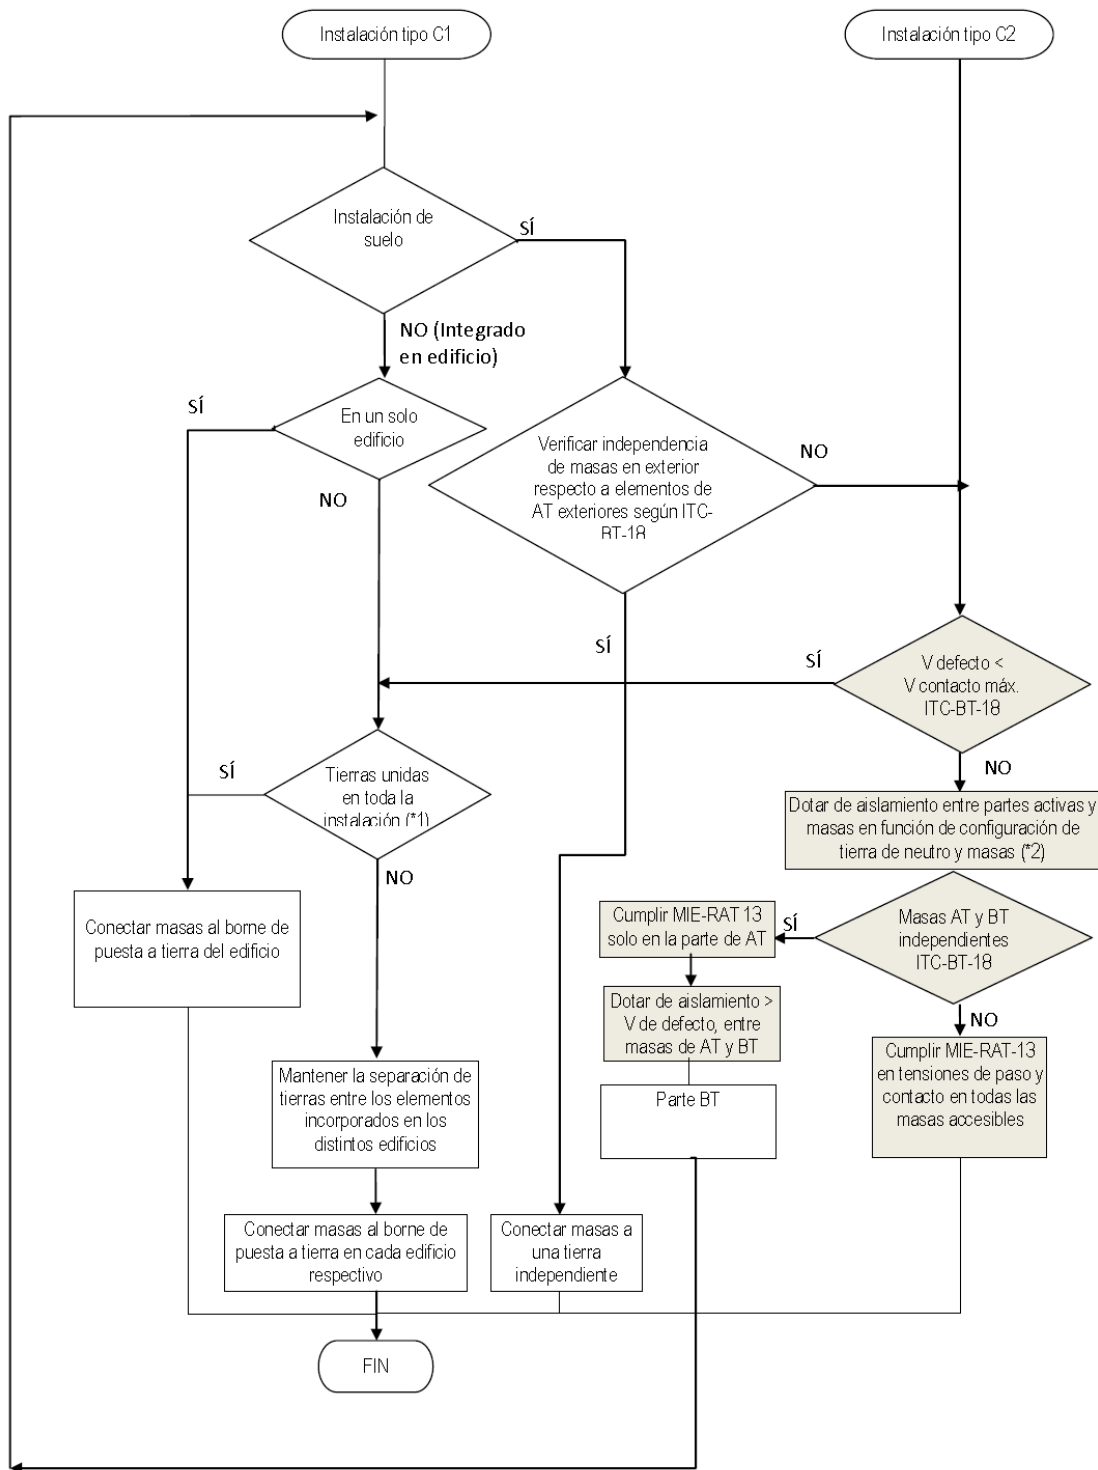 Instalación tipo C1
Instalación tipo C2
Instalación de
suelo
SÍ
NO (Integrado
en edificio)
SÍ
En un solo
edificio
NO
Verificar independencia
de masas en exterior
respecto a elementos de
AT exteriores según ITC-
BT-18
NO
SÍ
SÍ
V defecto <
V contacto máx.
ITC-BT-18
NO
SÍ
Tierras unidas
en toda la
instalación (*1)
NO
Dotar de aislamiento entre partes activas y
masas en función de configuración de
tierra de neutro y masas (*2)
Conectar masas al borne de
puesta a tierra del edificio
Cumplir MIE-RAT 13
solo en la parte de AT
SÍ
Masas AT y BT
independientes
ITC-BT-18
NO
Dotar de aislamiento >
V de defecto, entre
masas de AT y BT
Cumplir MIE-RAT-13
en tensiones de paso y
contacto en todas las
masas accesibles
Mantener la separación de
tierras entre los elementos
incorporados en los
distintos edificios
Parte BT
Conectar masas al borne de
puesta a tierra en cada edificio
respectivo
Conectar masas a
una tierra
independiente
FIN